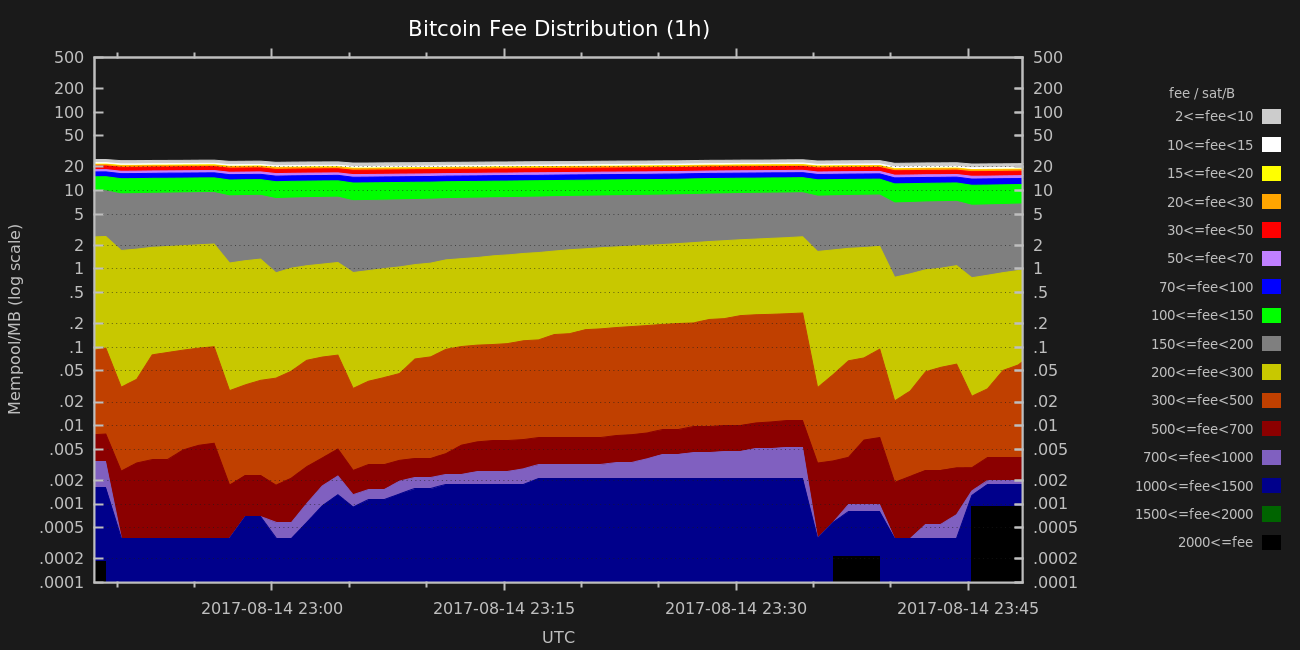 Bitcoin Fee Distribution (1h)
500
200
100
50
20
10
5
2
1
.5
.2
.1
.05
.02
.01
.005
.002
.001
.0005
.0002
.0001
Mempool/MB (log scale)
500
200
100
50
20
10
5
2
1
.5
.2
.1
.05
.02
.01
.005
.002
.001
.0005
.0002
.0001
2017-08-14 23:00
2017-08-14 23:15
2017-08-14 23:30
2017-08-14 23:45
UTC
fee / sat/B
2<=fee<10
10<=fee<15
15<=fee<20
20<=fee<30
30<=fee<50
50<=fee<70
70<=fee<100
100<=fee<150
150<=fee<200
200<=fee<300
300<=fee<500
500<=fee<700
700<=fee<1000
1000<=fee<1500
1500<=fee<2000
2000<=fee